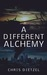 A DIFFERENT
ALCHEMY
CHRIS DIETZEL